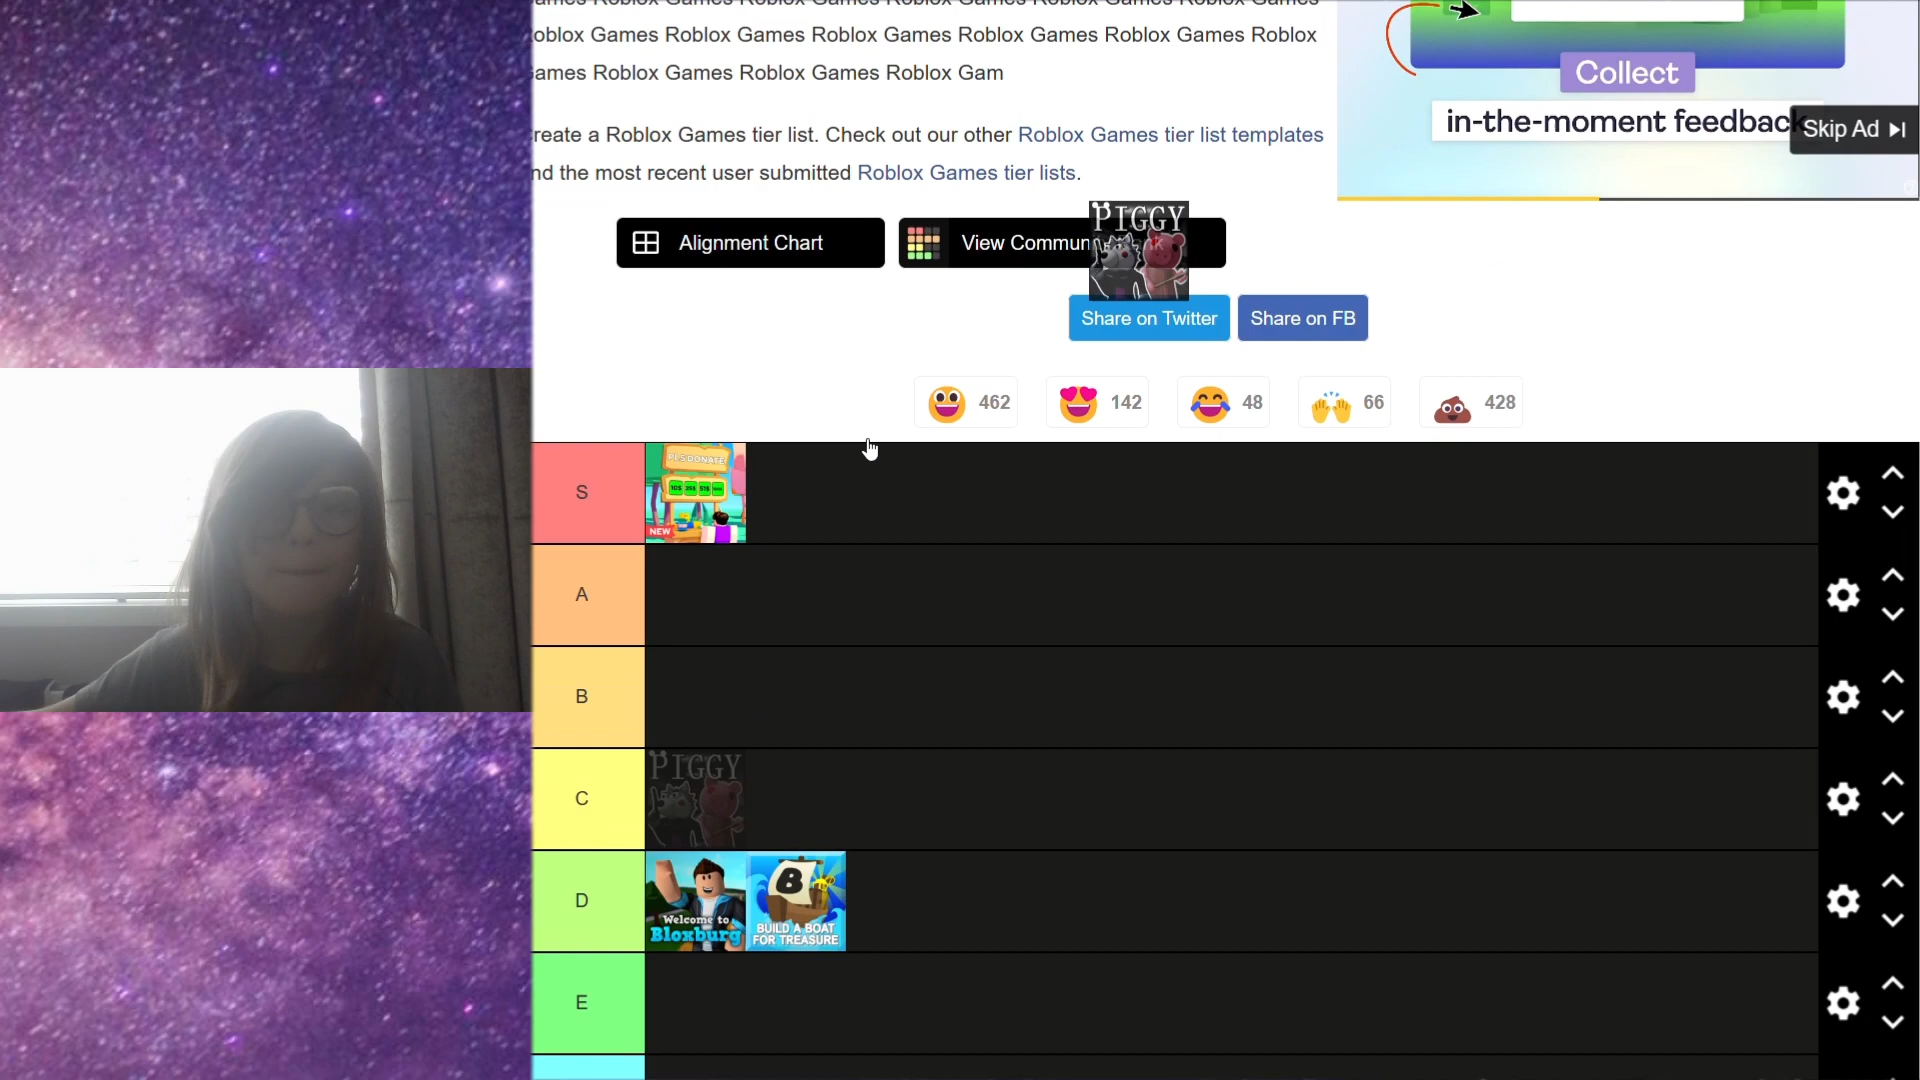 oblox Games Roblox Games Roblox Games Roblox Games Roblox Games Roblox
ames Roblox Games Roblox Games Roblox Gam
reate a Roblox Games tier list. Check out our other Roblox Games tier list templates
nd the most recent user submitted Roblox Games tier lists.
Collect
in-the-moment feedback
Skip Ad
Alignment Chart
View Commun
PIGGY
Share on Twitter
Share on FB
462
142
48
66
428
S
PLS DONATE
NEW
A
B
C
PIGGY
D
Welcome to
Bloxburg
B
BUILD A BOAT
FOR TREASURE
E